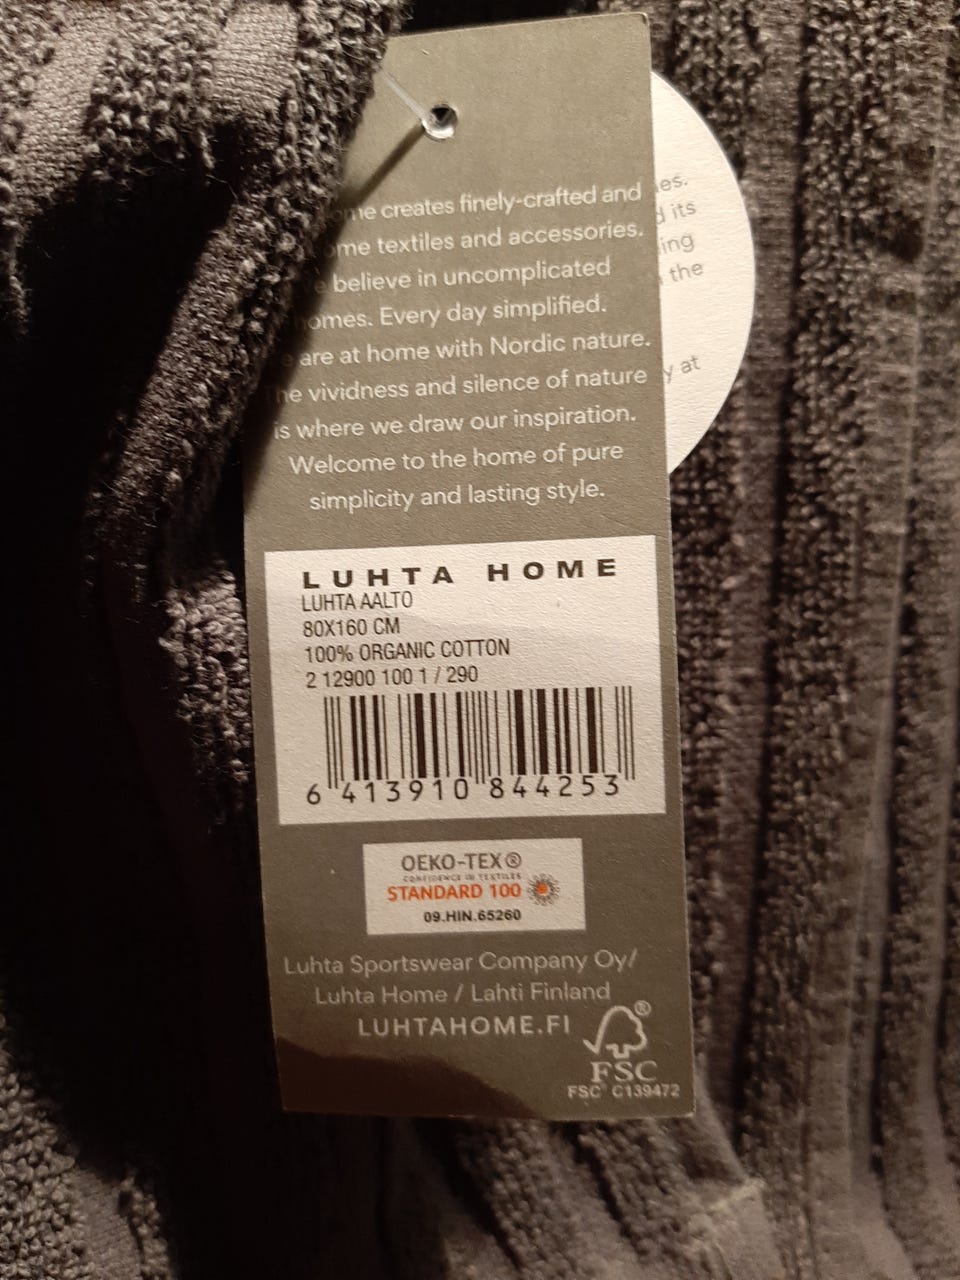 creates finely-crafted and
textiles and accessories.
believe in uncomplicated
homes. Every day simplified.
are at home with Nordic nature.
The vividness and silence of nature
is where we draw our inspiration.
Welcome to the home of pure
simplicity and lasting style.
its
the
at
LUHTA HOME
LUHTA AALTO
80X160 CM
100% ORGANIC COTTON
2 12900 100 1 / 290
6 413910 844253
OEKO-TEX®
CONFIDENCE IN TEXTILES
STANDARD 100
09.HIN.65260
Luhta Sportswear Company Oy/
Luhta Home / Lahti Finland
LUHTAHOME.FI
®
FSC
FSC® C139472